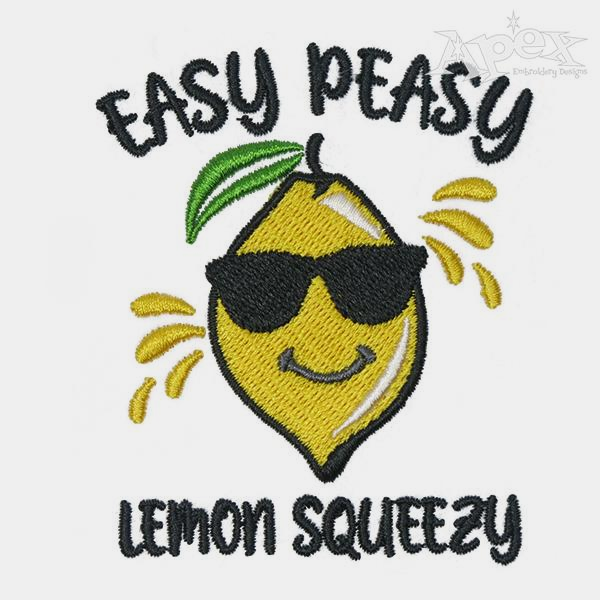 Apex
Embroidery Designs
EASY PEASY
LEMON SQUEEZY